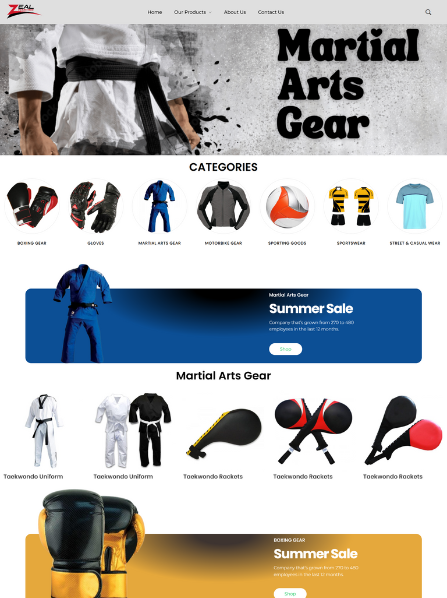 ZEAL
Home Our Products About Us Contact Us
Martial
Arts
Gear
CATEGORIES
BOXING GEAR GLOVES MARTIAL ARTS GEAR MOTORBIKE GEAR SPORTING GOODS SPORTSWEAR STREET & CASUAL WEAR
Martial Arts Gear
Summer Sale
Company that's grown from 270 to 480
employees in the last 12 months.
Shop
Martial Arts Gear
Taekwondo Uniform Taekwondo Uniform Taekwondo Rackets Taekwondo Rackets Taekwondo Rackets
BOXING GEAR
Summer Sale
Company that's grown from 270 to 480
employees in the last 12 months.
Shop